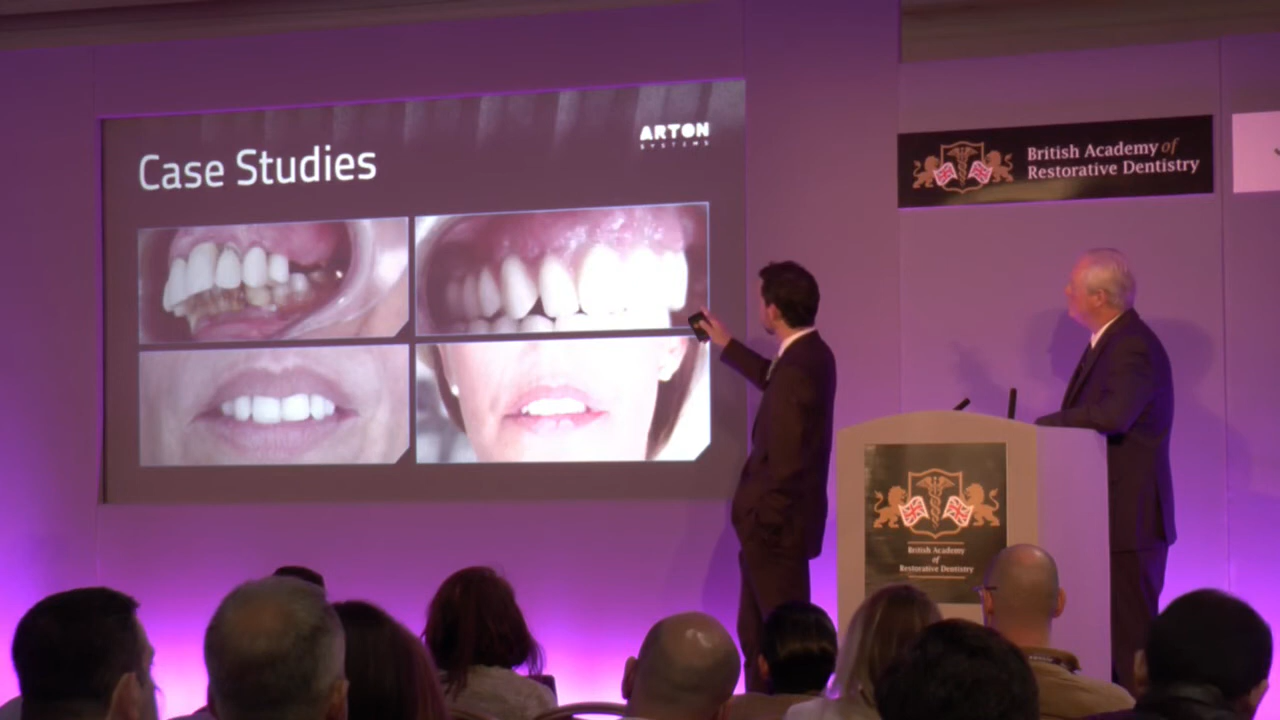 Case Studies
ARTON
SYSTEMS
British Academy of
Restorative Dentistry
British Academy
of
Restorative Dentistry